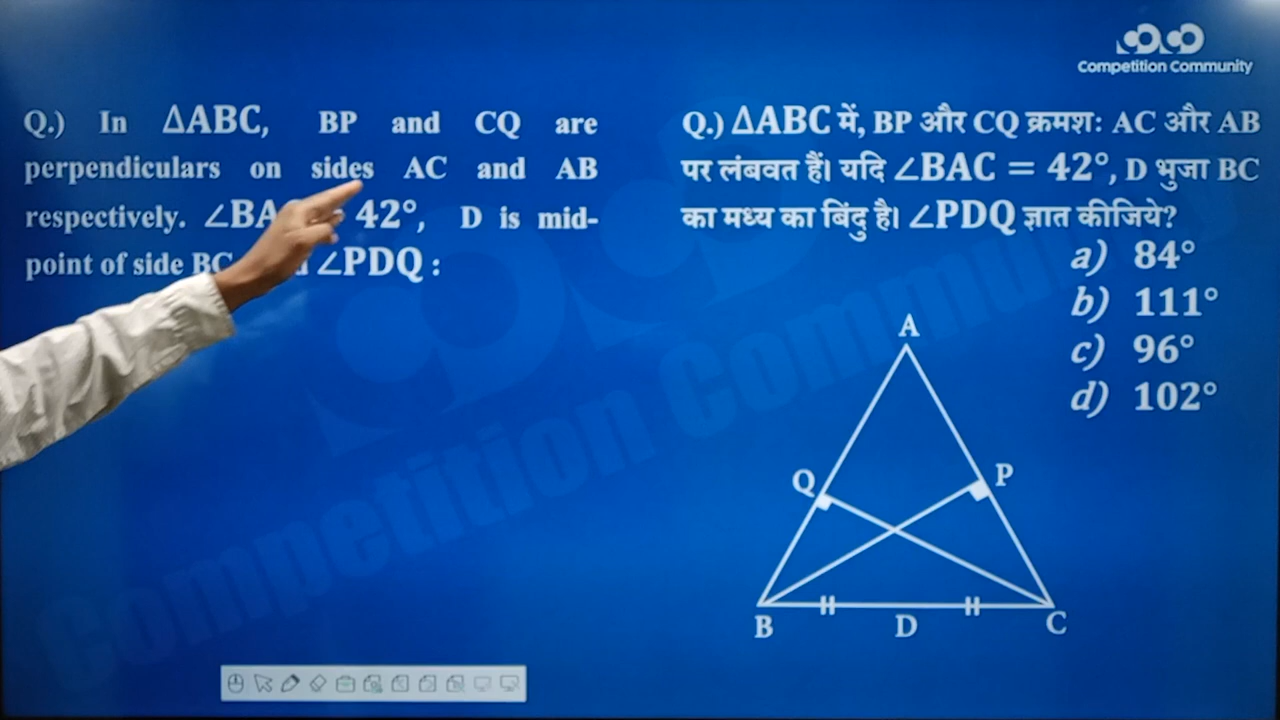 Competition Community
Q.) In ΔABC, BP and CQ are
perpendiculars on sides AC and AB
respectively. 42°, D is mid-
point of side BC ∠PDQ :
Q.) ΔABC में, BP और CQ क्रमशः AC और AB
पर लंबवत हैं। यदि ∠BAC = 42°, D भुजा BC
का मध्य का बिंदु है। ∠PDQ ज्ञात कीजिये?
a) 84°
b) 111°
c) 96°
d) 102°
A
Q
P
B
D
C
Competition Community